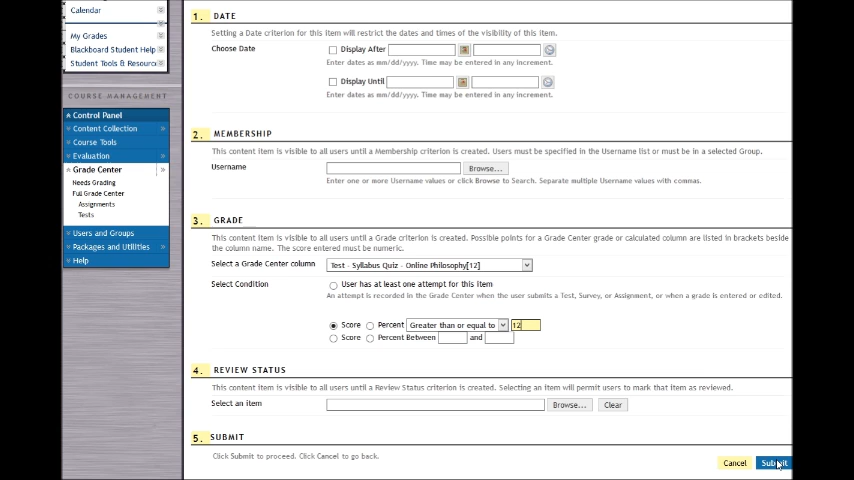 Calendar
My Grades
Blackboard Student Help
Student Tools & Resourc
COURSE MANAGEMENT
Control Panel
Content Collection
Course Tools
Evaluation
Grade Center
Needs Grading
Full Grade Center
Assignments
Tests
Users and Groups
Packages and Utilities
Help
1. DATE
Setting a Date criterion for this item will restrict the dates and times of the visibility of this item.
Choose Date
Display After
Enter dates as mm/dd/yyyy. Time may be entered in any increment.
Display Until
Enter dates as mm/dd/yyyy. Time may be entered in any increment.
2. MEMBERSHIP
This content item is visible to all users until a Membership criterion is created. Users must be specified in the Username list or must be in a selected Group.
Username Browse...
Enter one or more Username values or click Browse to Search. Separate multiple Username values with commas.
3. GRADE
This content item is visible to all users until a Grade criterion is created. Possible points for a Grade Center grade or calculated column are listed in brackets beside
the column name. The score entered must be numeric.
Select a Grade Center column Test - Syllabus Quiz - Online Philosophy[12]
Select Condition User has at least one attempt for this item
An attempt is recorded in the Grade Center when the user submits a Test, Survey, or Assignment, or when a grade is entered or edited.
Score Percent Greater than or equal to 12
Score Percent Between and
4. REVIEW STATUS
This content item is visible to all users until a Review Status criterion is created. Selecting an item will permit users to mark that item as reviewed.
Select an item Browse... Clear
5. SUBMIT
Click Submit to proceed. Click Cancel to go back.
Cancel Submit